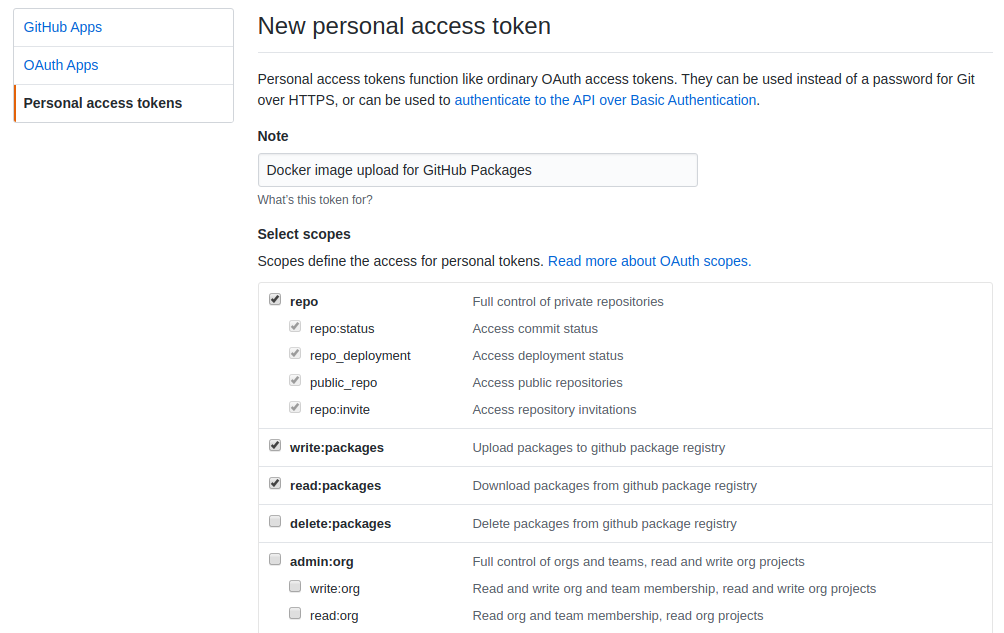 GitHub Apps
OAuth Apps
Personal access tokens
New personal access token
Personal access tokens function like ordinary OAuth access tokens. They can be used instead of a password for Git
over HTTPS, or can be used to authenticate to the API over Basic Authentication.
Note
Docker image upload for GitHub Packages
What's this token for?
Select scopes
Scopes define the access for personal tokens. Read more about OAuth scopes.
repo Full control of private repositories
repo:status Access commit status
repo_deployment Access deployment status
public_repo Access public repositories
repo:invite Access repository invitations
write:packages Upload packages to github package registry
read:packages Download packages from github package registry
delete:packages Delete packages from github package registry
admin:org Full control of orgs and teams, read and write org projects
write:org Read and write org and team membership, read and write org projects
read:org Read org and team membership, read org projects